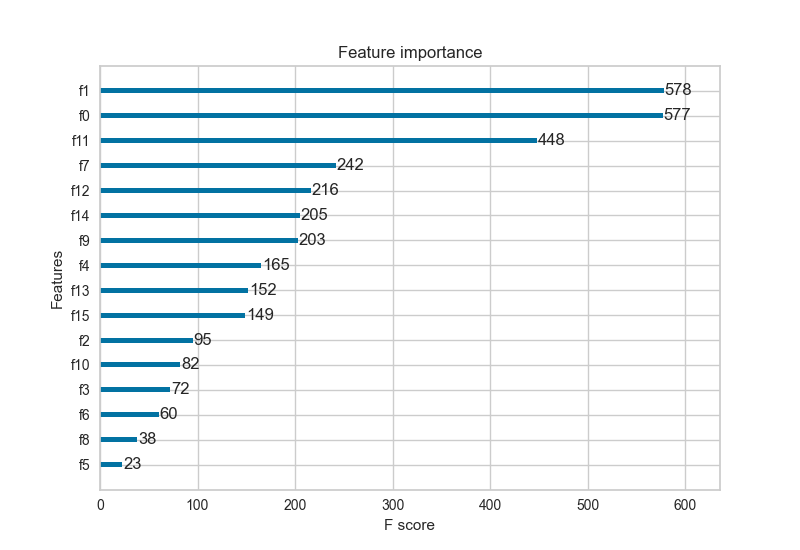 Feature importance
f1 578
f0 577
f11 448
f7 242
f12 216
f14 205
f9 203
f4 165
f13 152
f15 149
f2 95
f10 82
f3 72
f6 60
f8 38
f5 23
Features
0 100 200 300 400 500 600
F score